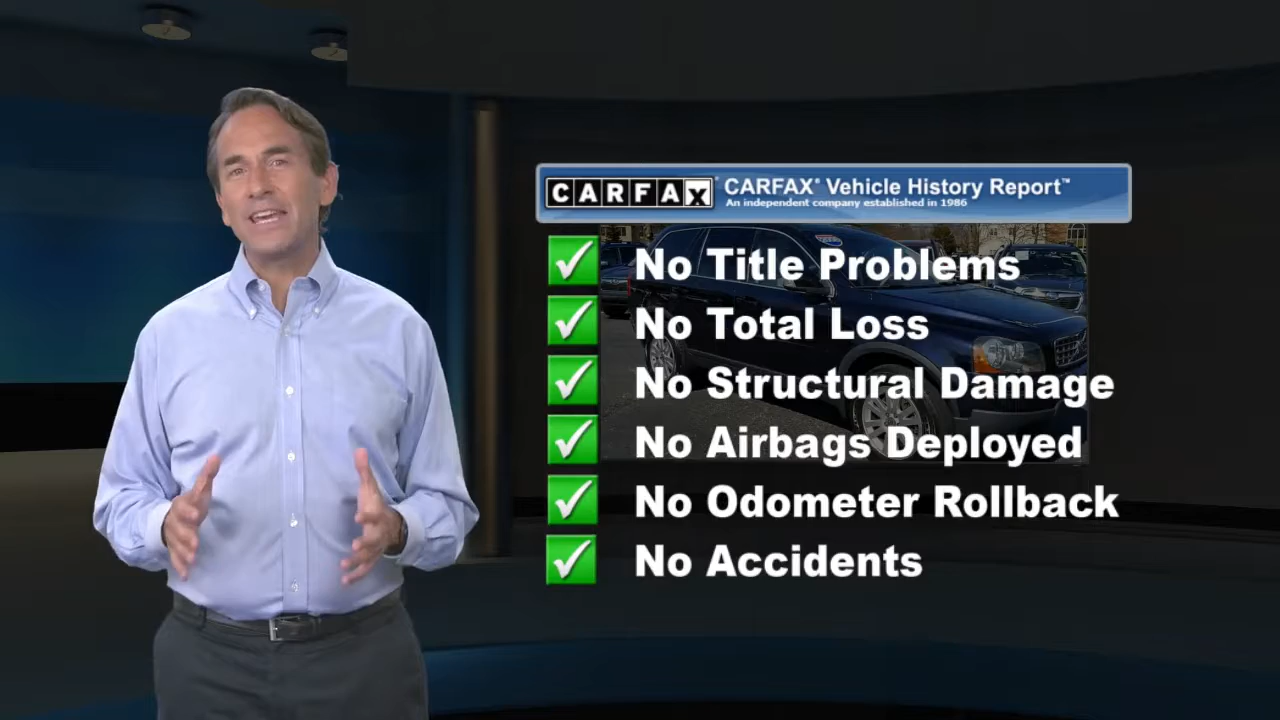 CARFAX
CARFAX® Vehicle History Report™
An independent company established in 1986
No Title Problems
No Total Loss
No Structural Damage
No Airbags Deployed
No Odometer Rollback
No Accidents